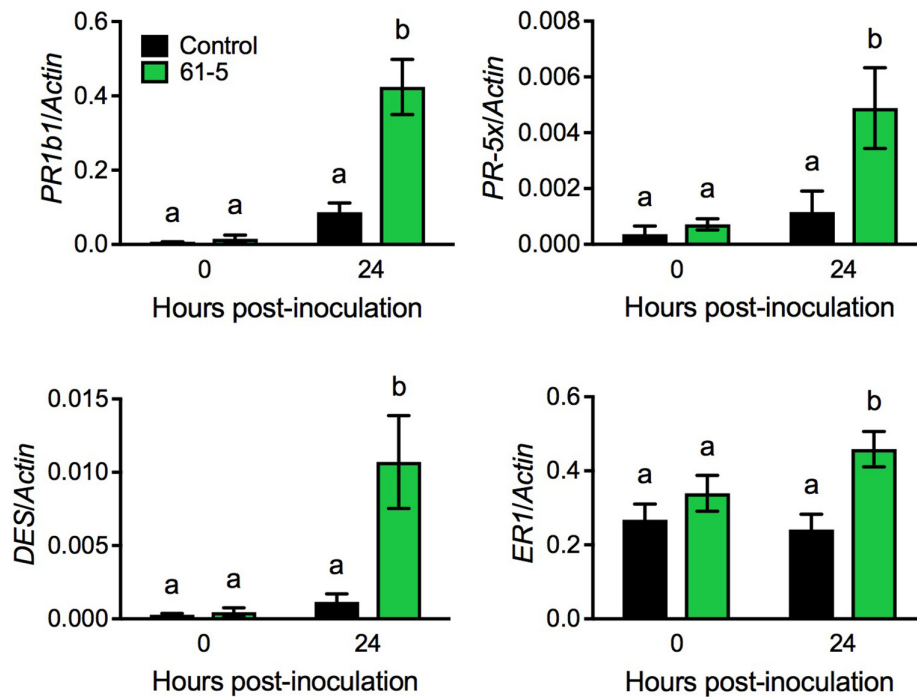 PR1b1/Actin
0.6
0.4
0.2
0.0
Control
61-5
a
a
a
b
0
24
Hours post-inoculation
PR-5x/Actin
0.008
0.006
0.004
0.002
0.000
a
a
a
b
0
24
Hours post-inoculation
DES/Actin
0.015
0.010
0.005
0.000
a
a
a
b
0
24
Hours post-inoculation
ER1/Actin
0.6
0.4
0.2
0.0
a
a
a
b
0
24
Hours post-inoculation